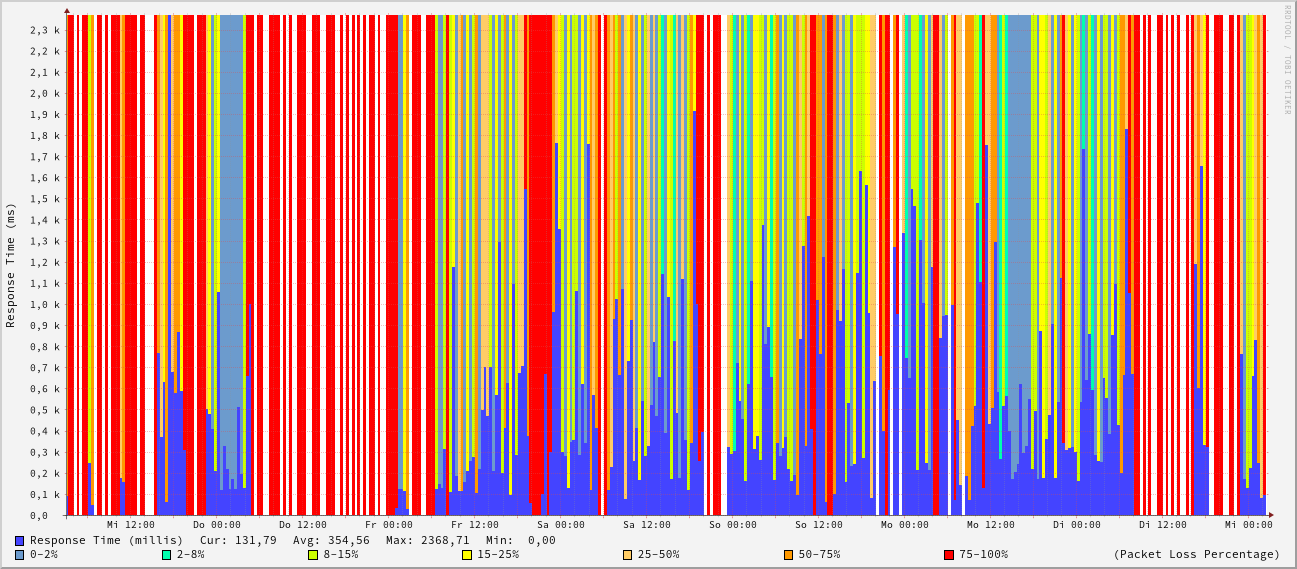 RRDTOOL / TOBI OETIKER
Response Time (ms)
2,3 k
2,2 k
2,1 k
2,0 k
1,9 k
1,8 k
1,7 k
1,6 k
1,5 k
1,4 k
1,3 k
1,2 k
1,1 k
1,0 k
0,9 k
0,8 k
0,7 k
0,6 k
0,5 k
0,4 k
0,3 k
0,2 k
0,1 k
0,0
Mi 12:00 Do 00:00 Do 12:00 Fr 00:00 Fr 12:00 Sa 00:00 Sa 12:00 So 00:00 So 12:00 Mo 00:00 Mo 12:00 Di 00:00 Di 12:00 Mi 00:00
Response Time (millis) Cur: 131,79 Avg: 354,56 Max: 2368,71 Min: 0,00
0-2% 2-8% 8-15% 15-25% 25-50% 50-75% 75-100% (Packet Loss Percentage)